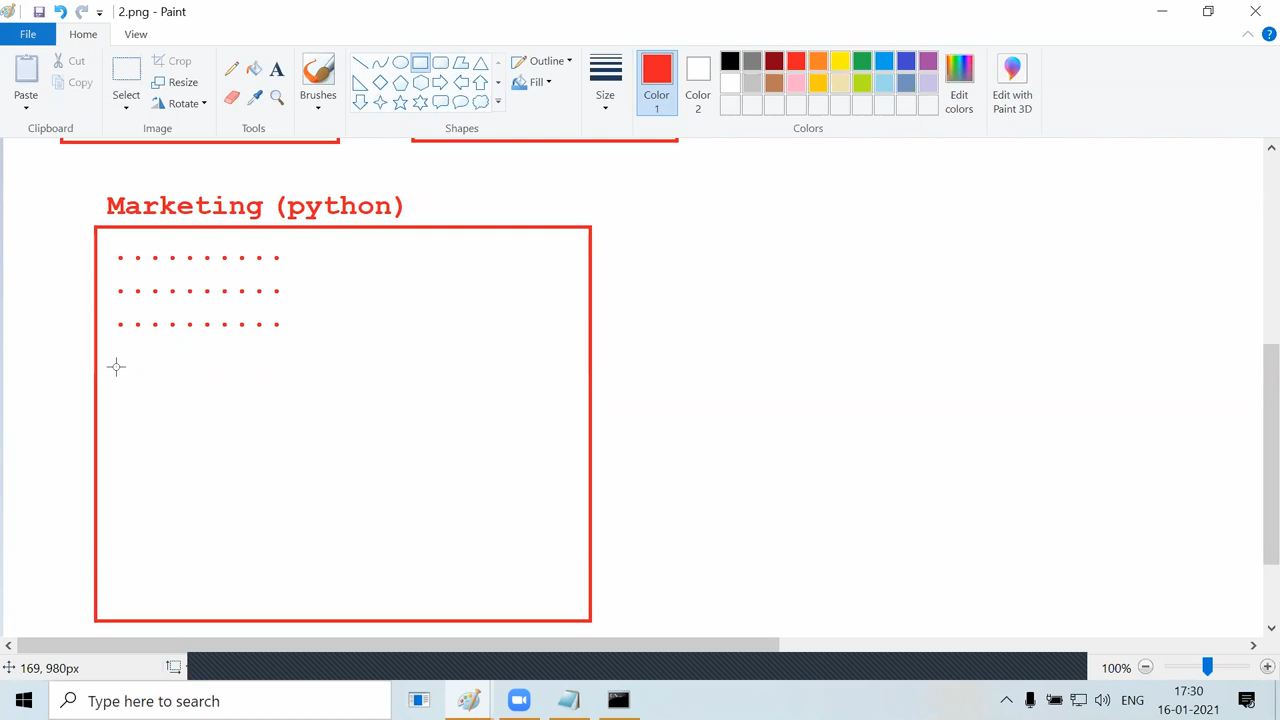 2.png - Paint
File
Home
View
Paste
Cut
Copy
Clipboard
Select
Crop
Resize
Rotate
Image
A
Tools
Brushes
Outline
Fill
Shapes
Size
Color
1
Color
2
Edit
colors
Colors
Edit with
Paint 3D
Marketing (python)
. . . . . . . . . .
. . . . . . . . . .
. . . . . . . . . .
169, 980px
100%
Type here to search
ENG
17:30
16-01-2021